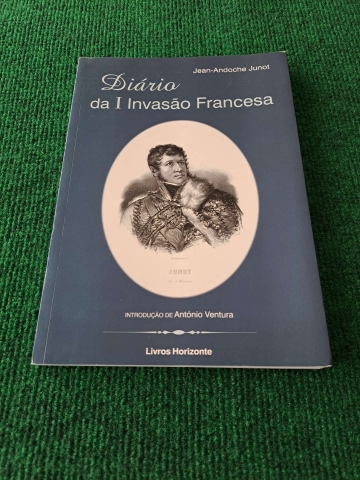 Jean-Andoche Junot
Diário
da I Invasão Francesa
JUNOT
INTRODUÇÃO DE António Ventura
Livros Horizonte